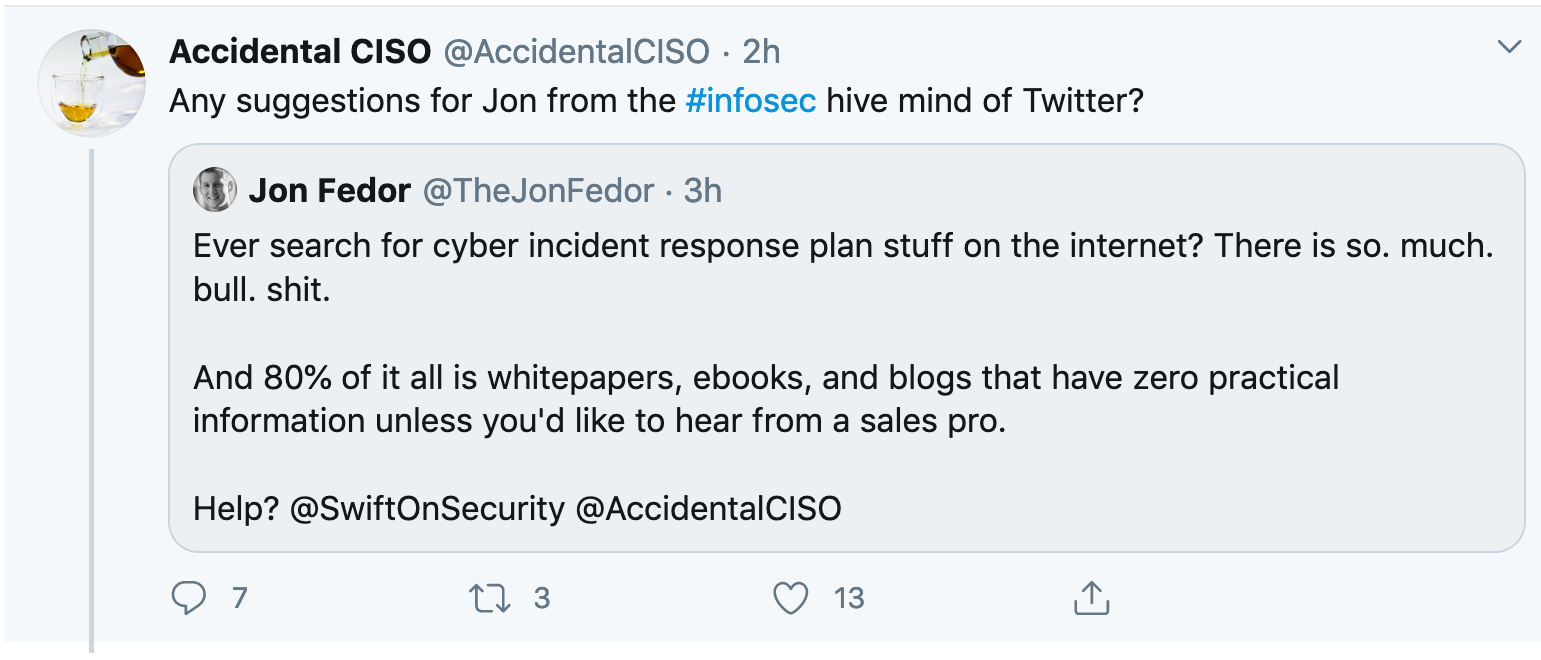 Accidental CISO @AccidentalCISO · 2h
Any suggestions for Jon from the #infosec hive mind of Twitter?
Jon Fedor @TheJonFedor · 3h
Ever search for cyber incident response plan stuff on the internet? There is so. much.
bull. shit.
And 80% of it all is whitepapers, ebooks, and blogs that have zero practical
information unless you'd like to hear from a sales pro.
Help? @SwiftOnSecurity @AccidentalCISO
7 3 13